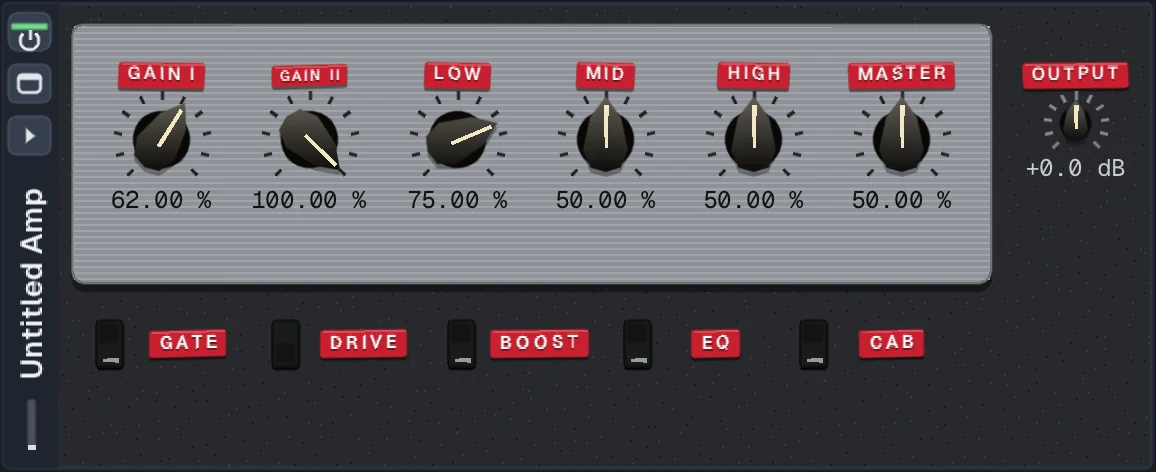 GAIN I GAIN II LOW MID HIGH MASTER OUTPUT
62.00 % 100.00 % 75.00 % 50.00 % 50.00 % 50.00 % +0.0 dB
Untitled Amp
GATE DRIVE BOOST EQ CAB